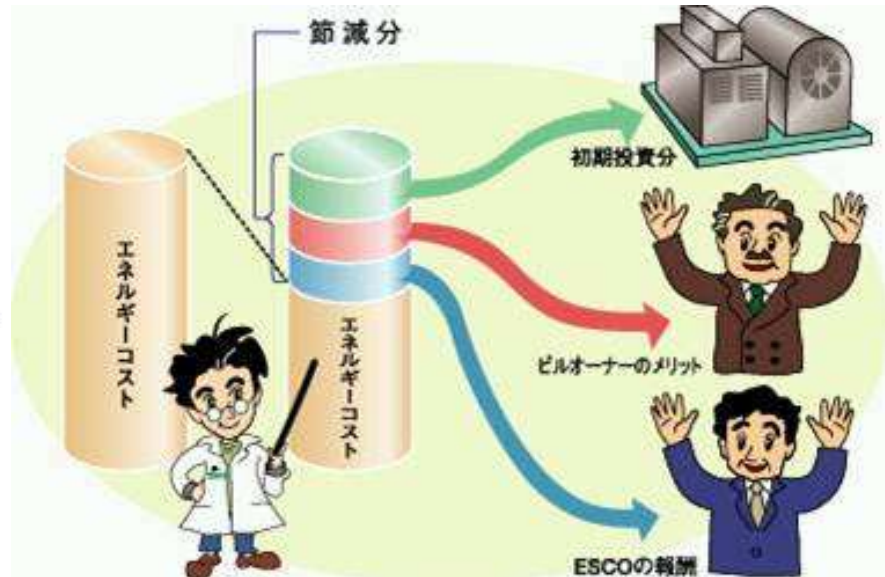 節減分
初期投資分
エネルギーコスト
エネルギーコスト
ビルオーナーのメリット
ESCOの報酬